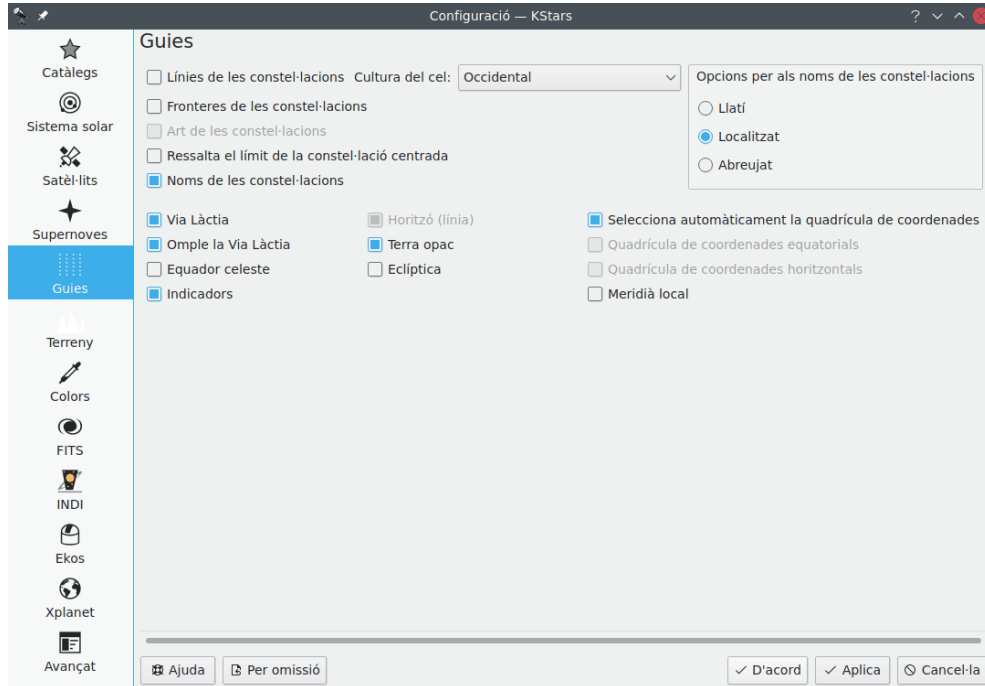 Configuració — KStars
Catàlegs
Sistema solar
Satèl·lits
Supernoves
Guies
Terreny
Colors
FITS
INDI
Ekos
Xplanet
Avançat
Guies
Línies de les constel·lacions Cultura del cel: Occidental
Fronteres de les constel·lacions
Art de les constel·lacions
Ressalta el límit de la constel·lació centrada
Noms de les constel·lacions
Opcions per als noms de les constel·lacions
Llatí
Localitzat
Abreujat
Via Làctia
Omple la Via Làctia
Equador celeste
Indicadors
Horitzó (línia)
Terra opac
Eclíptica
Selecciona automàticament la quadrícula de coordenades
Quadrícula de coordenades equatorials
Quadrícula de coordenades horitzontals
Meridià local
Ajuda Per omissió D'acord Aplica Cancel·la